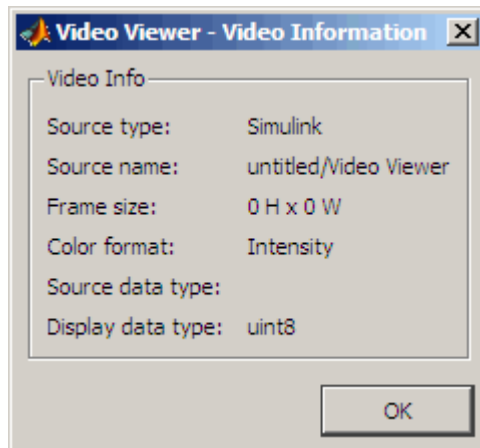 Video Viewer - Video Information
Video Info
Source type: Simulink
Source name: untitled/Video Viewer
Frame size: 0 H x 0 W
Color format: Intensity
Source data type:
Display data type: uint8
OK